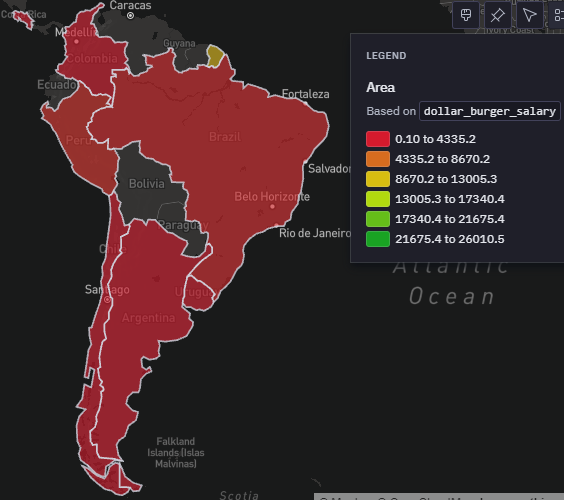 Costa Rica
Caracas
Medellín
Guyana
Colombia
Ecuador
Fortaleza
Peru
Brazil
Salvador
Bolivia
Belo Horizonte
Paraguay
Rio de Janeiro
Chile
Santiago
Uruguay
Argentina
Atlantic
Ocean
Falkland
Islands (Islas
Malvinas)
Scotia
Ivory Coast
LEGEND
Area
Based on dollar_burger_salary
0.10 to 4335.2
4335.2 to 8670.2
8670.2 to 13005.3
13005.3 to 17340.4
17340.4 to 21675.4
21675.4 to 26010.5